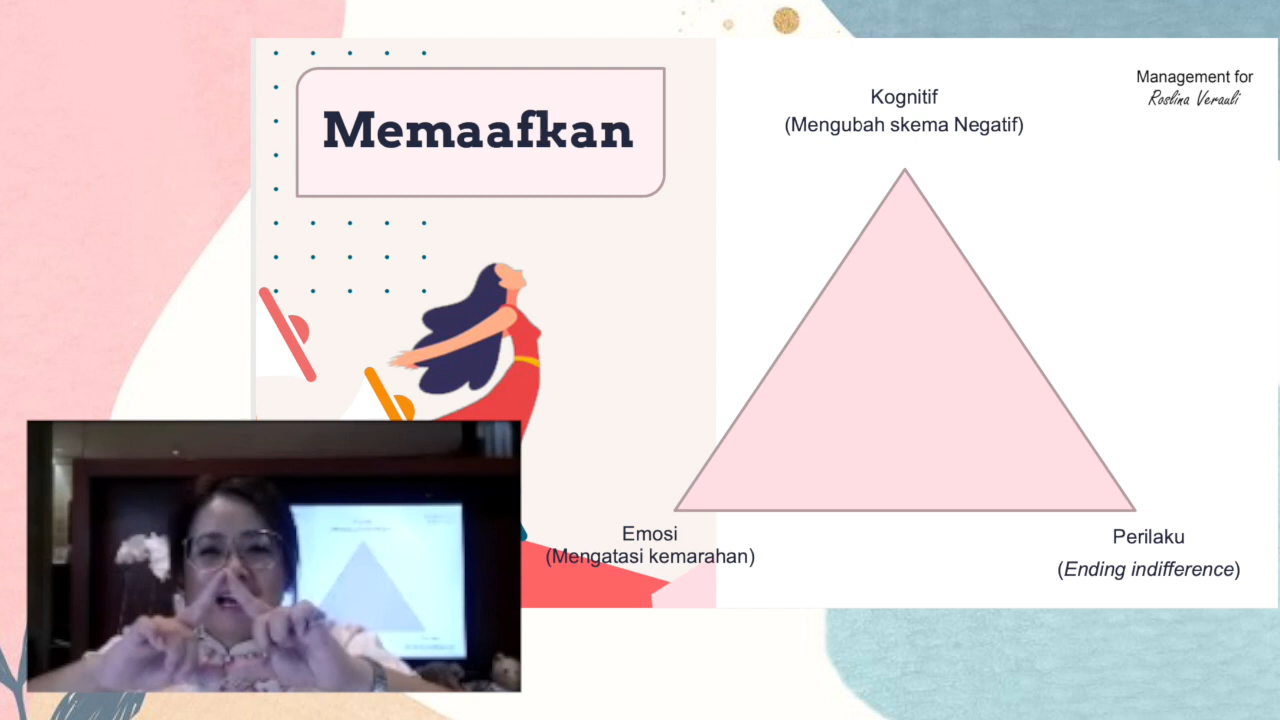 Memaafkan
Kognitif
(Mengubah skema Negatif)
Management for
Roslina Verauli
Emosi
(Mengatasi kemarahan)
Perilaku
(Ending indifference)